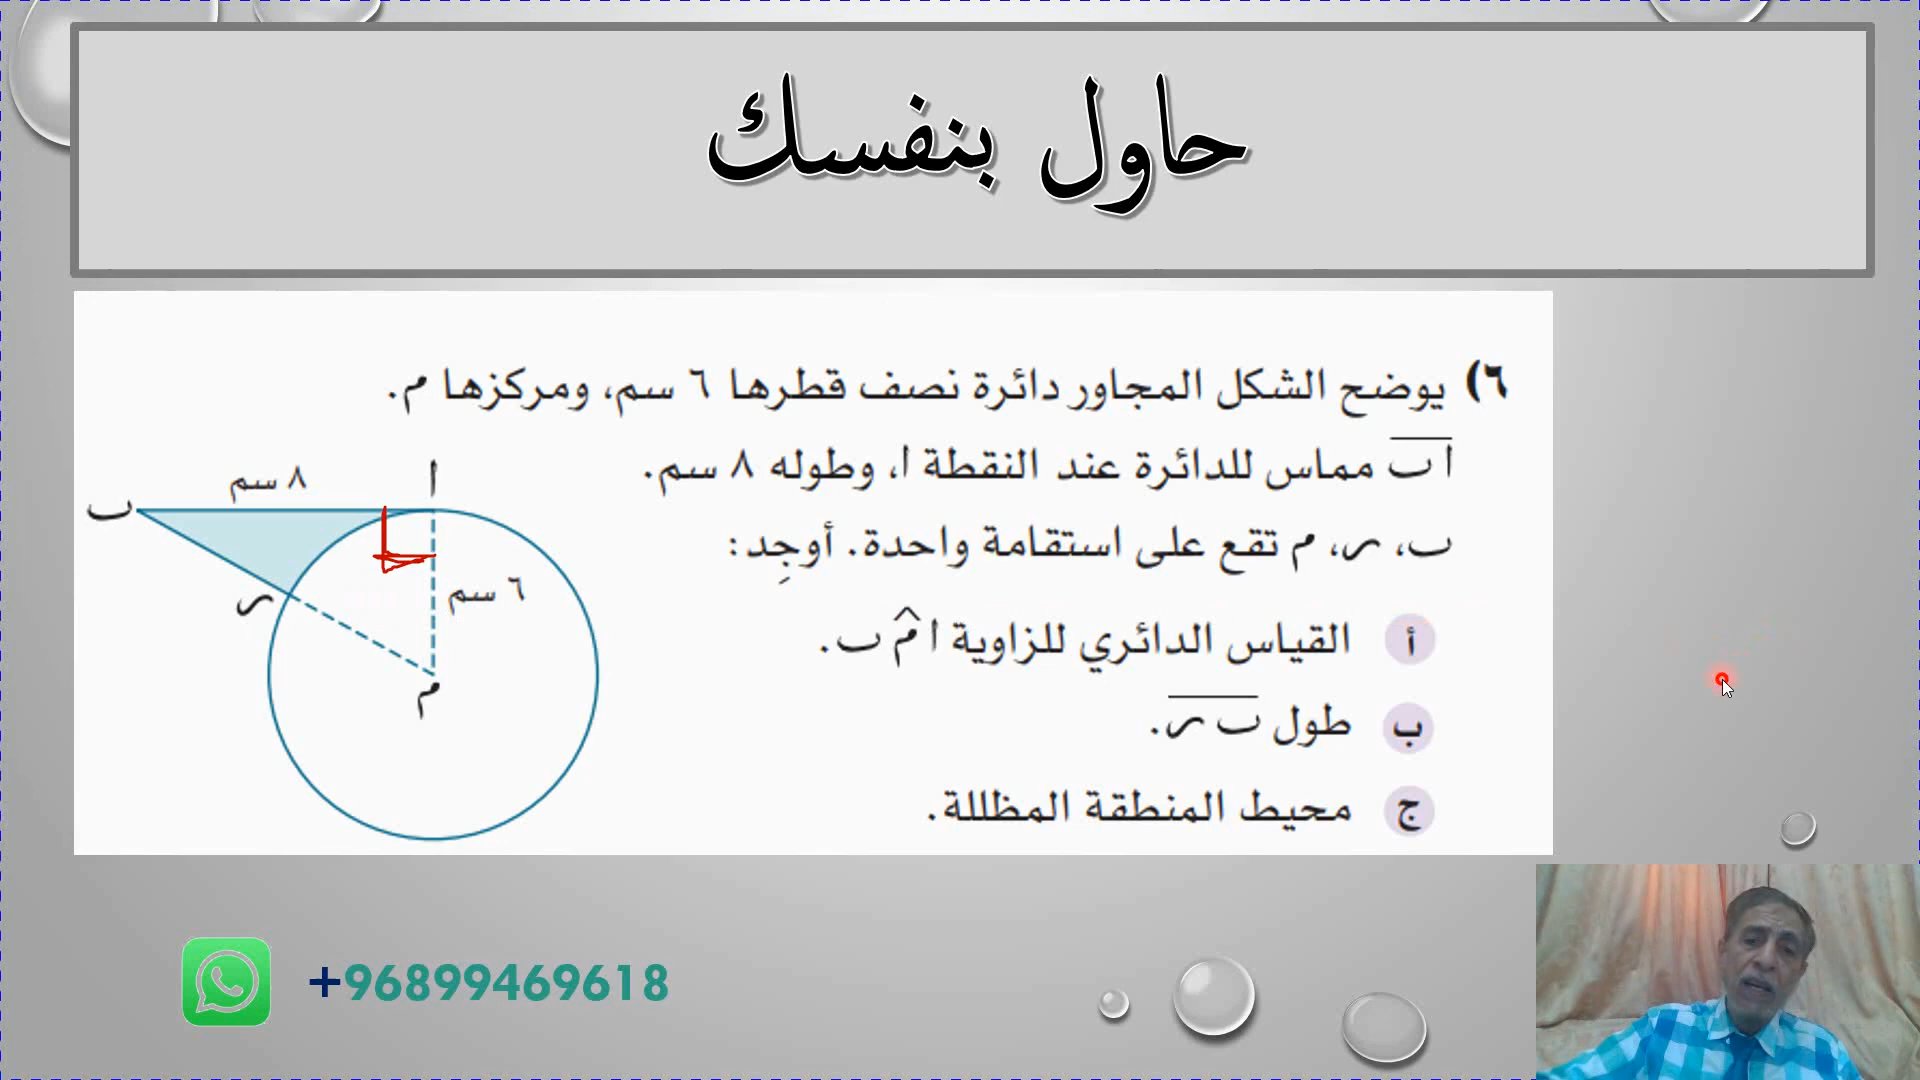 حاول بنفسك
٦) يوضح الشكل المجاور دائرة نصف قطرها ٦ سم، ومركزها م.
ا ب مماس للدائرة عند النقطة ا، وطوله ٨ سم.
ب، ر، م تقع على استقامة واحدة. أوجِد:
أ القياس الدائري للزاوية ا م̂ ب.
ب طول ب ر.
ج محيط المنطقة المظللة.
ا
٨ سم
ب
٦ سم
ر
م
+96899469618